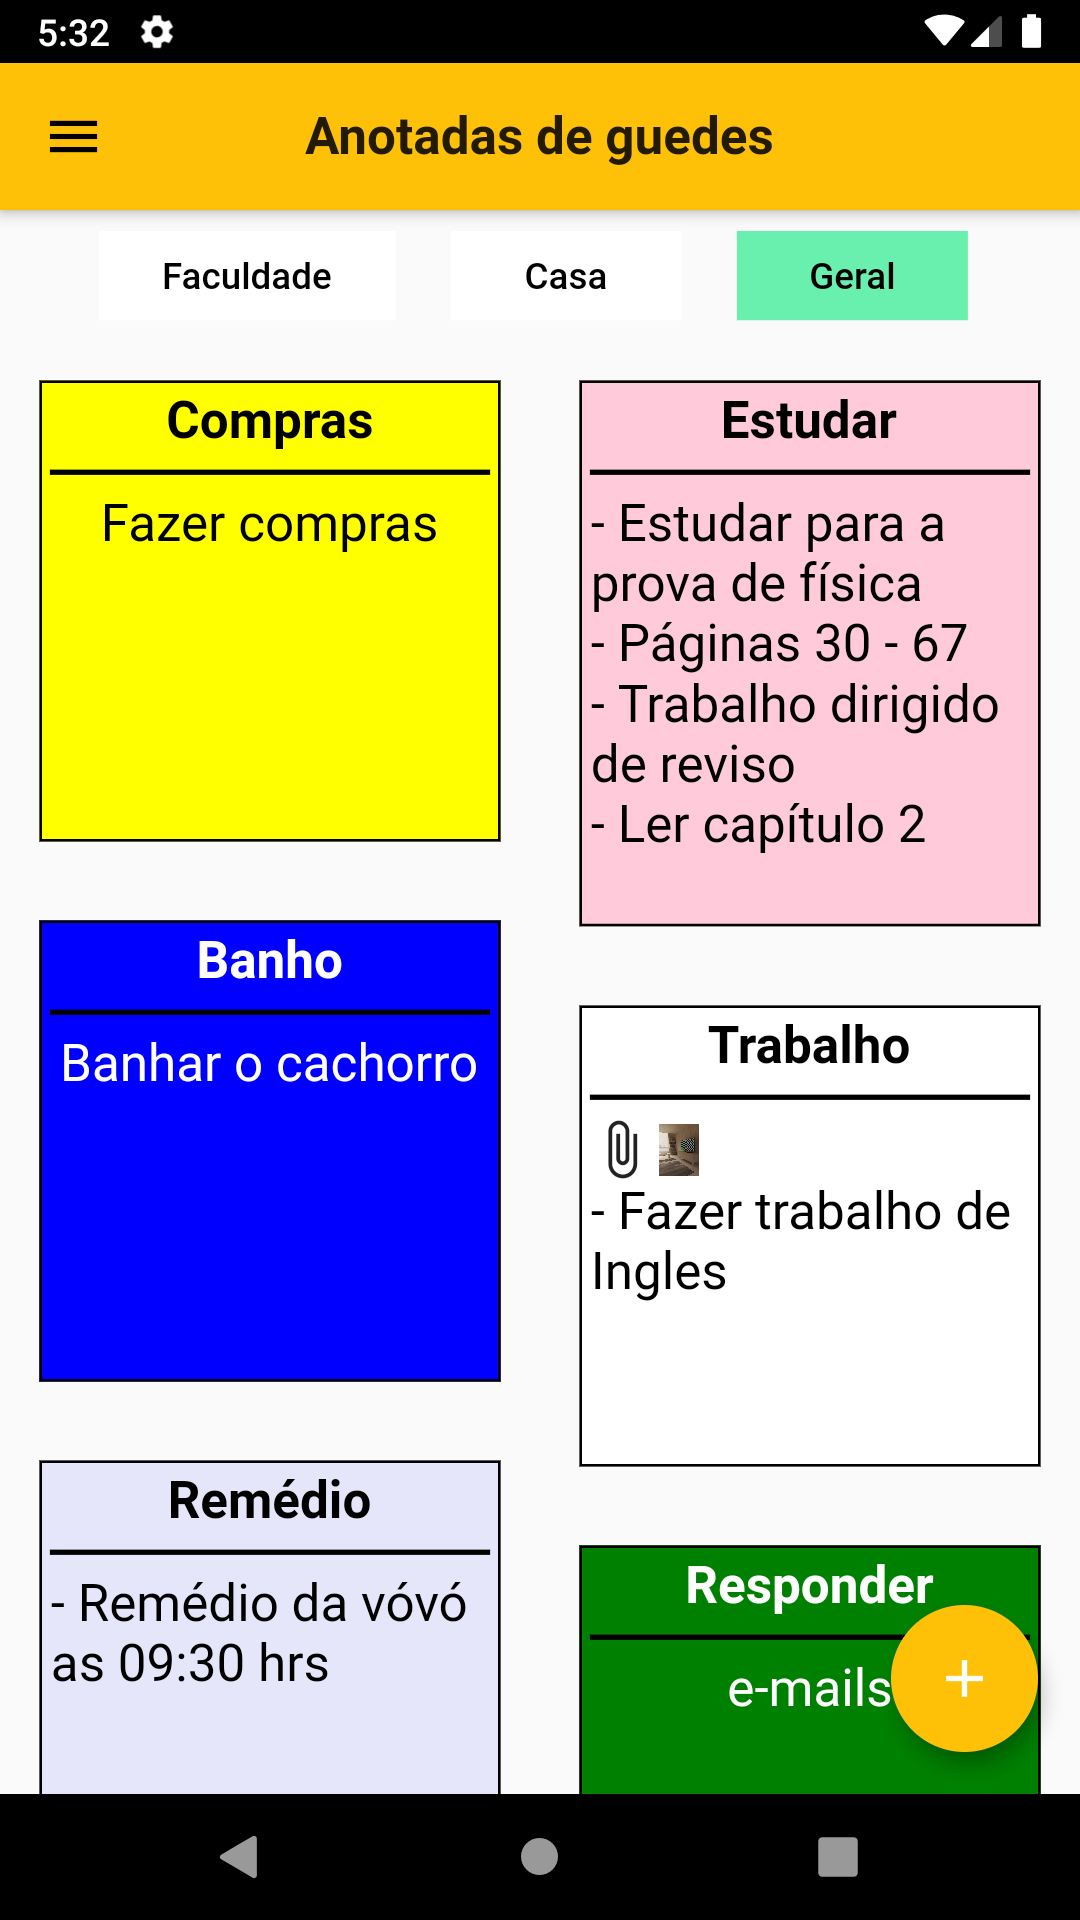 5:32
Anotadas de guedes
Faculdade
Casa
Geral
Compras
Fazer compras
Estudar
- Estudar para a
prova de física
- Páginas 30 - 67
- Trabalho dirigido
de reviso
- Ler capítulo 2
Banho
Banhar o cachorro
Trabalho
- Fazer trabalho de
Ingles
Remédio
- Remédio da vóvó
as 09:30 hrs
Responder
e-mails